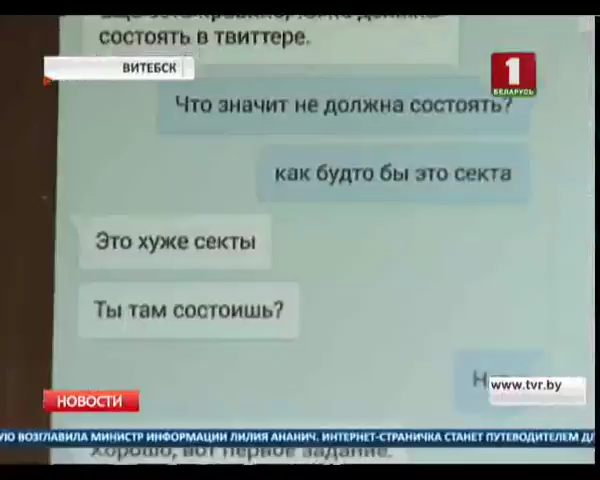 состоять в твиттере.
ВИТЕБСК
1
БЕЛАРУСЬ
Что значит не должна состоять?
как будто бы это секта
Это хуже секты
Ты там состоишь?
www.tvr.by
НОВОСТИ
УЮ ВОЗГЛАВИЛА МИНИСТР ИНФОРМАЦИИ ЛИЛИЯ АНАНИЧ. ИНТЕРНЕТ-СТРАНИЧКА СТАНЕТ ПУТЕВОДИТЕЛЕМ ДЛ
Хорошо, вот первое задание.